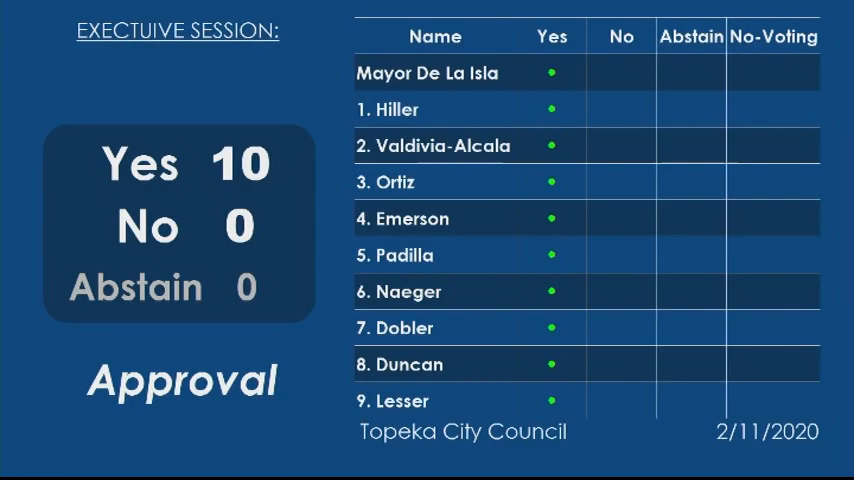 EXECTUIVE SESSION:
Yes 10
No 0
Abstain 0
Approval
Name Yes No Abstain No-Voting
Mayor De La Isla
1. Hiller
2. Valdivia-Alcala
3. Ortiz
4. Emerson
5. Padilla
6. Naeger
7. Dobler
8. Duncan
9. Lesser
Topeka City Council 2/11/2020